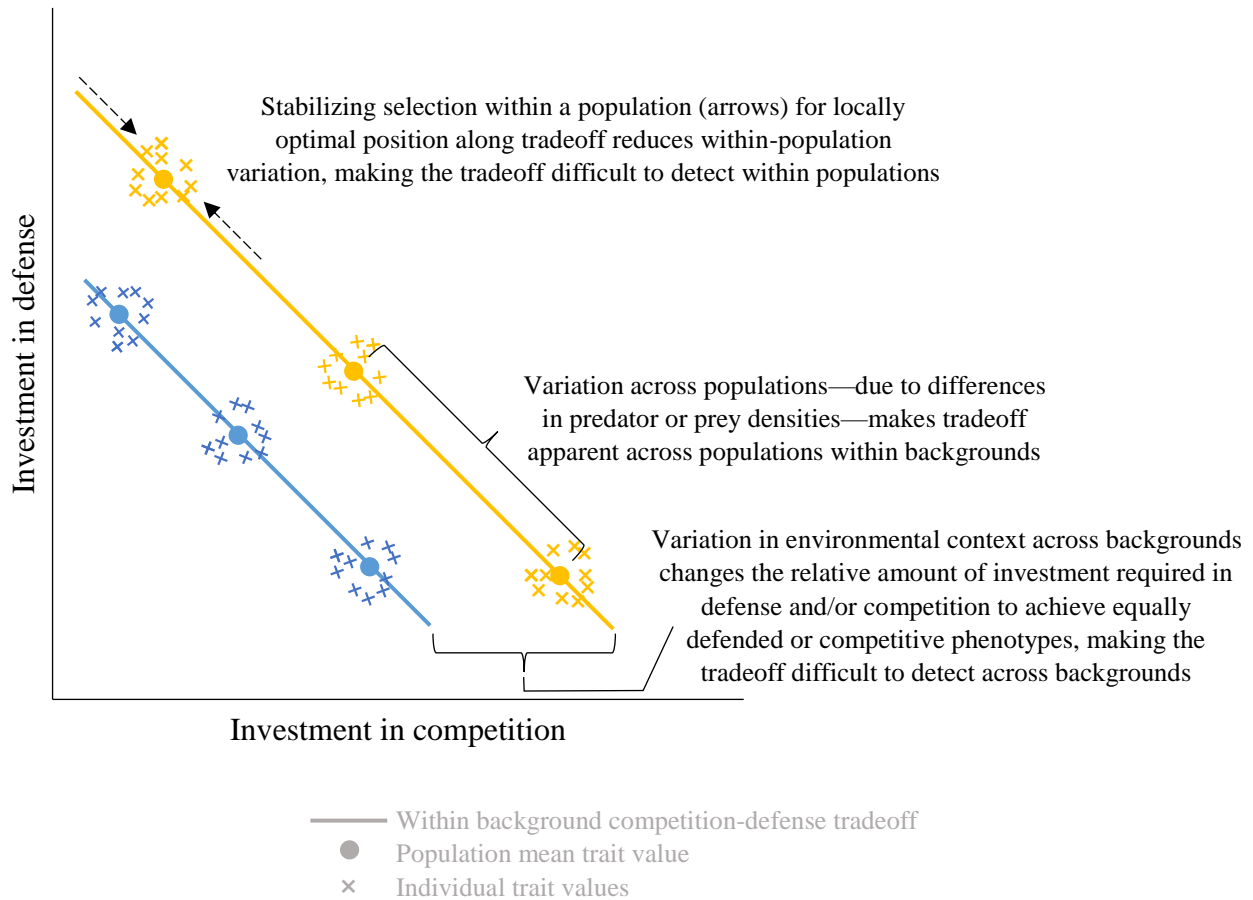 Stabilizing selection within a population (arrows) for locally
optimal position along tradeoff reduces within-population
variation, making the tradeoff difficult to detect within populations
Investment in defense
Variation across populations—due to differences
in predator or prey densities—makes tradeoff
apparent across populations within backgrounds
Variation in environmental context across backgrounds
changes the relative amount of investment required in
defense and/or competition to achieve equally
defended or competitive phenotypes, making the
tradeoff difficult to detect across backgrounds
Investment in competition
Within background competition-defense tradeoff
Population mean trait value
Individual trait values